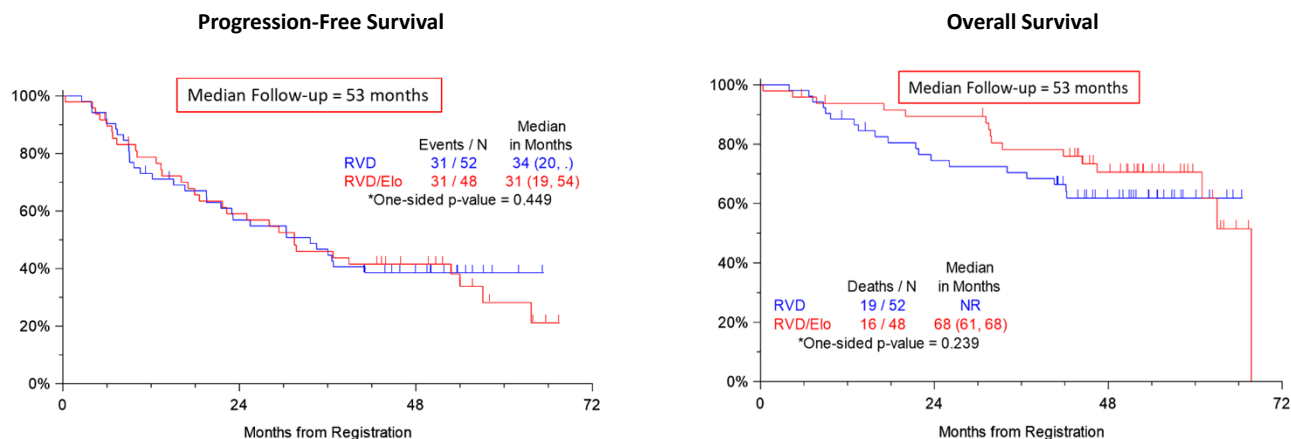 Progression-Free Survival
Median Follow-up = 53 months
100%
80%
60%
40%
20%
0%
Median
Events / N in Months
RVD 31 / 52 34 (20, .)
RVD/Elo 31 / 48 31 (19, 54)
*One-sided p-value = 0.449
0 24 48 72
Months from Registration
Overall Survival
Median Follow-up = 53 months
100%
80%
60%
40%
20%
0%
Median
Deaths / N in Months
RVD 19 / 52 NR
RVD/Elo 16 / 48 68 (61, 68)
*One-sided p-value = 0.239
0 24 48 72
Months from Registration